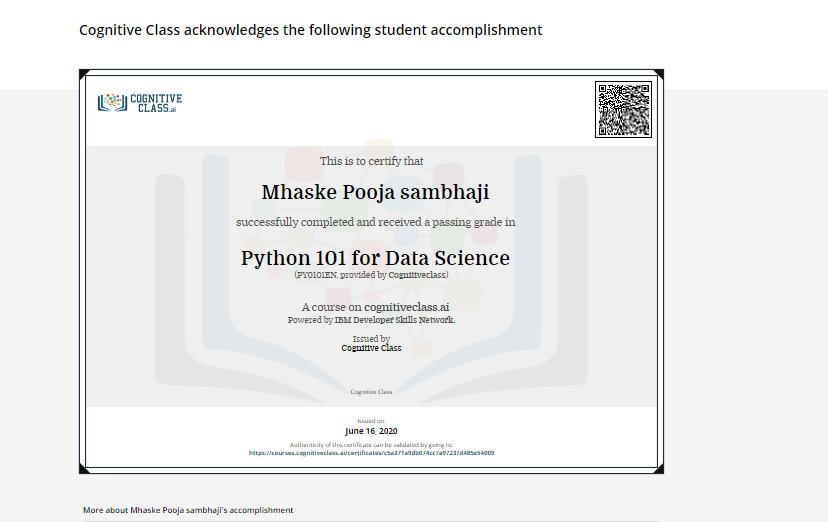 Cognitive Class acknowledges the following student accomplishment
COGNITIVE
CLASS.ai
This is to certify that
Mhaske Pooja sambhaji
successfully completed and received a passing grade in
Python 101 for Data Science
(PY0101EN, provided by Cognitiveclass)
A course on cognitiveclass.ai
Powered by IBM Developer Skills Network.
Issued by
Cognitive Class
Cognitive Class
Issued on:
June 16, 2020
Authenticity of this certificate can be validated by going to:
https://courses.cognitiveclass.ai/certificates/c5a371a9db074cc7a97237d485e54009
More about Mhaske Pooja sambhaji's accomplishment